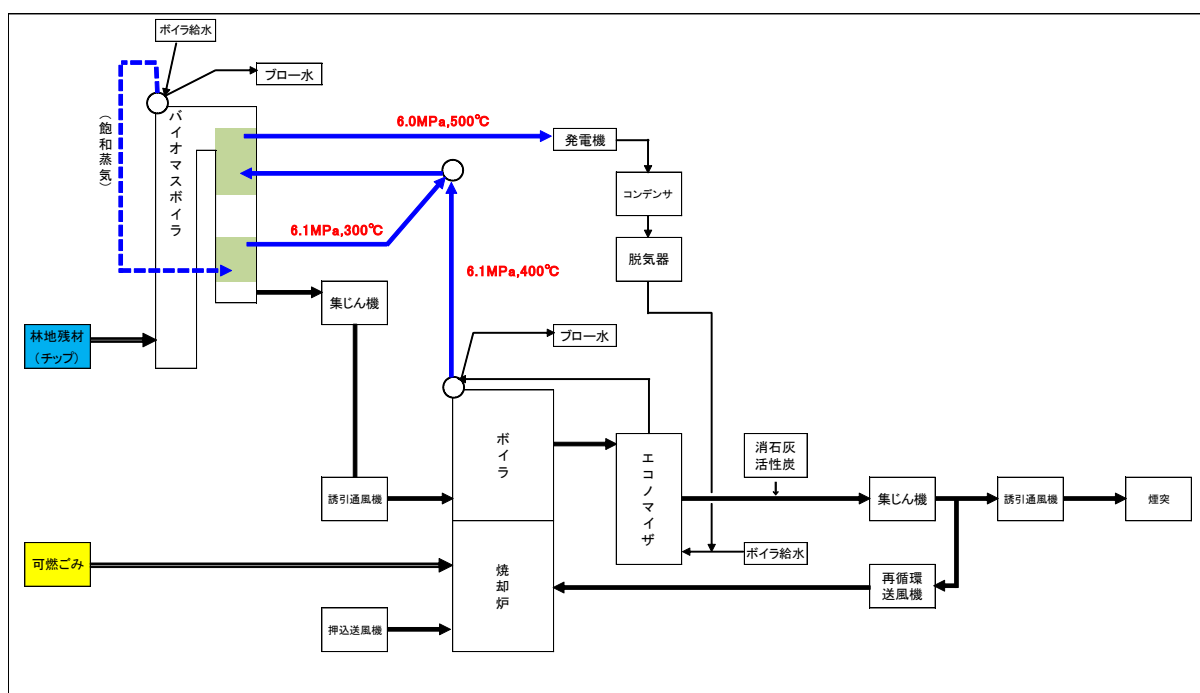 ボイラ給水
ブロー水
バイオマスボイラ
（飽和蒸気）
6.0MPa,500℃
発電機
コンデンサ
6.1MPa,300℃
6.1MPa,400℃
脱気器
集じん機
林地残材
（チップ）
ブロー水
ボイラ
エコノマイザ
消石灰
活性炭
誘引通風機
集じん機
誘引通風機
煙突
可燃ごみ
ボイラ給水
焼却炉
再循環
送風機
押込送風機